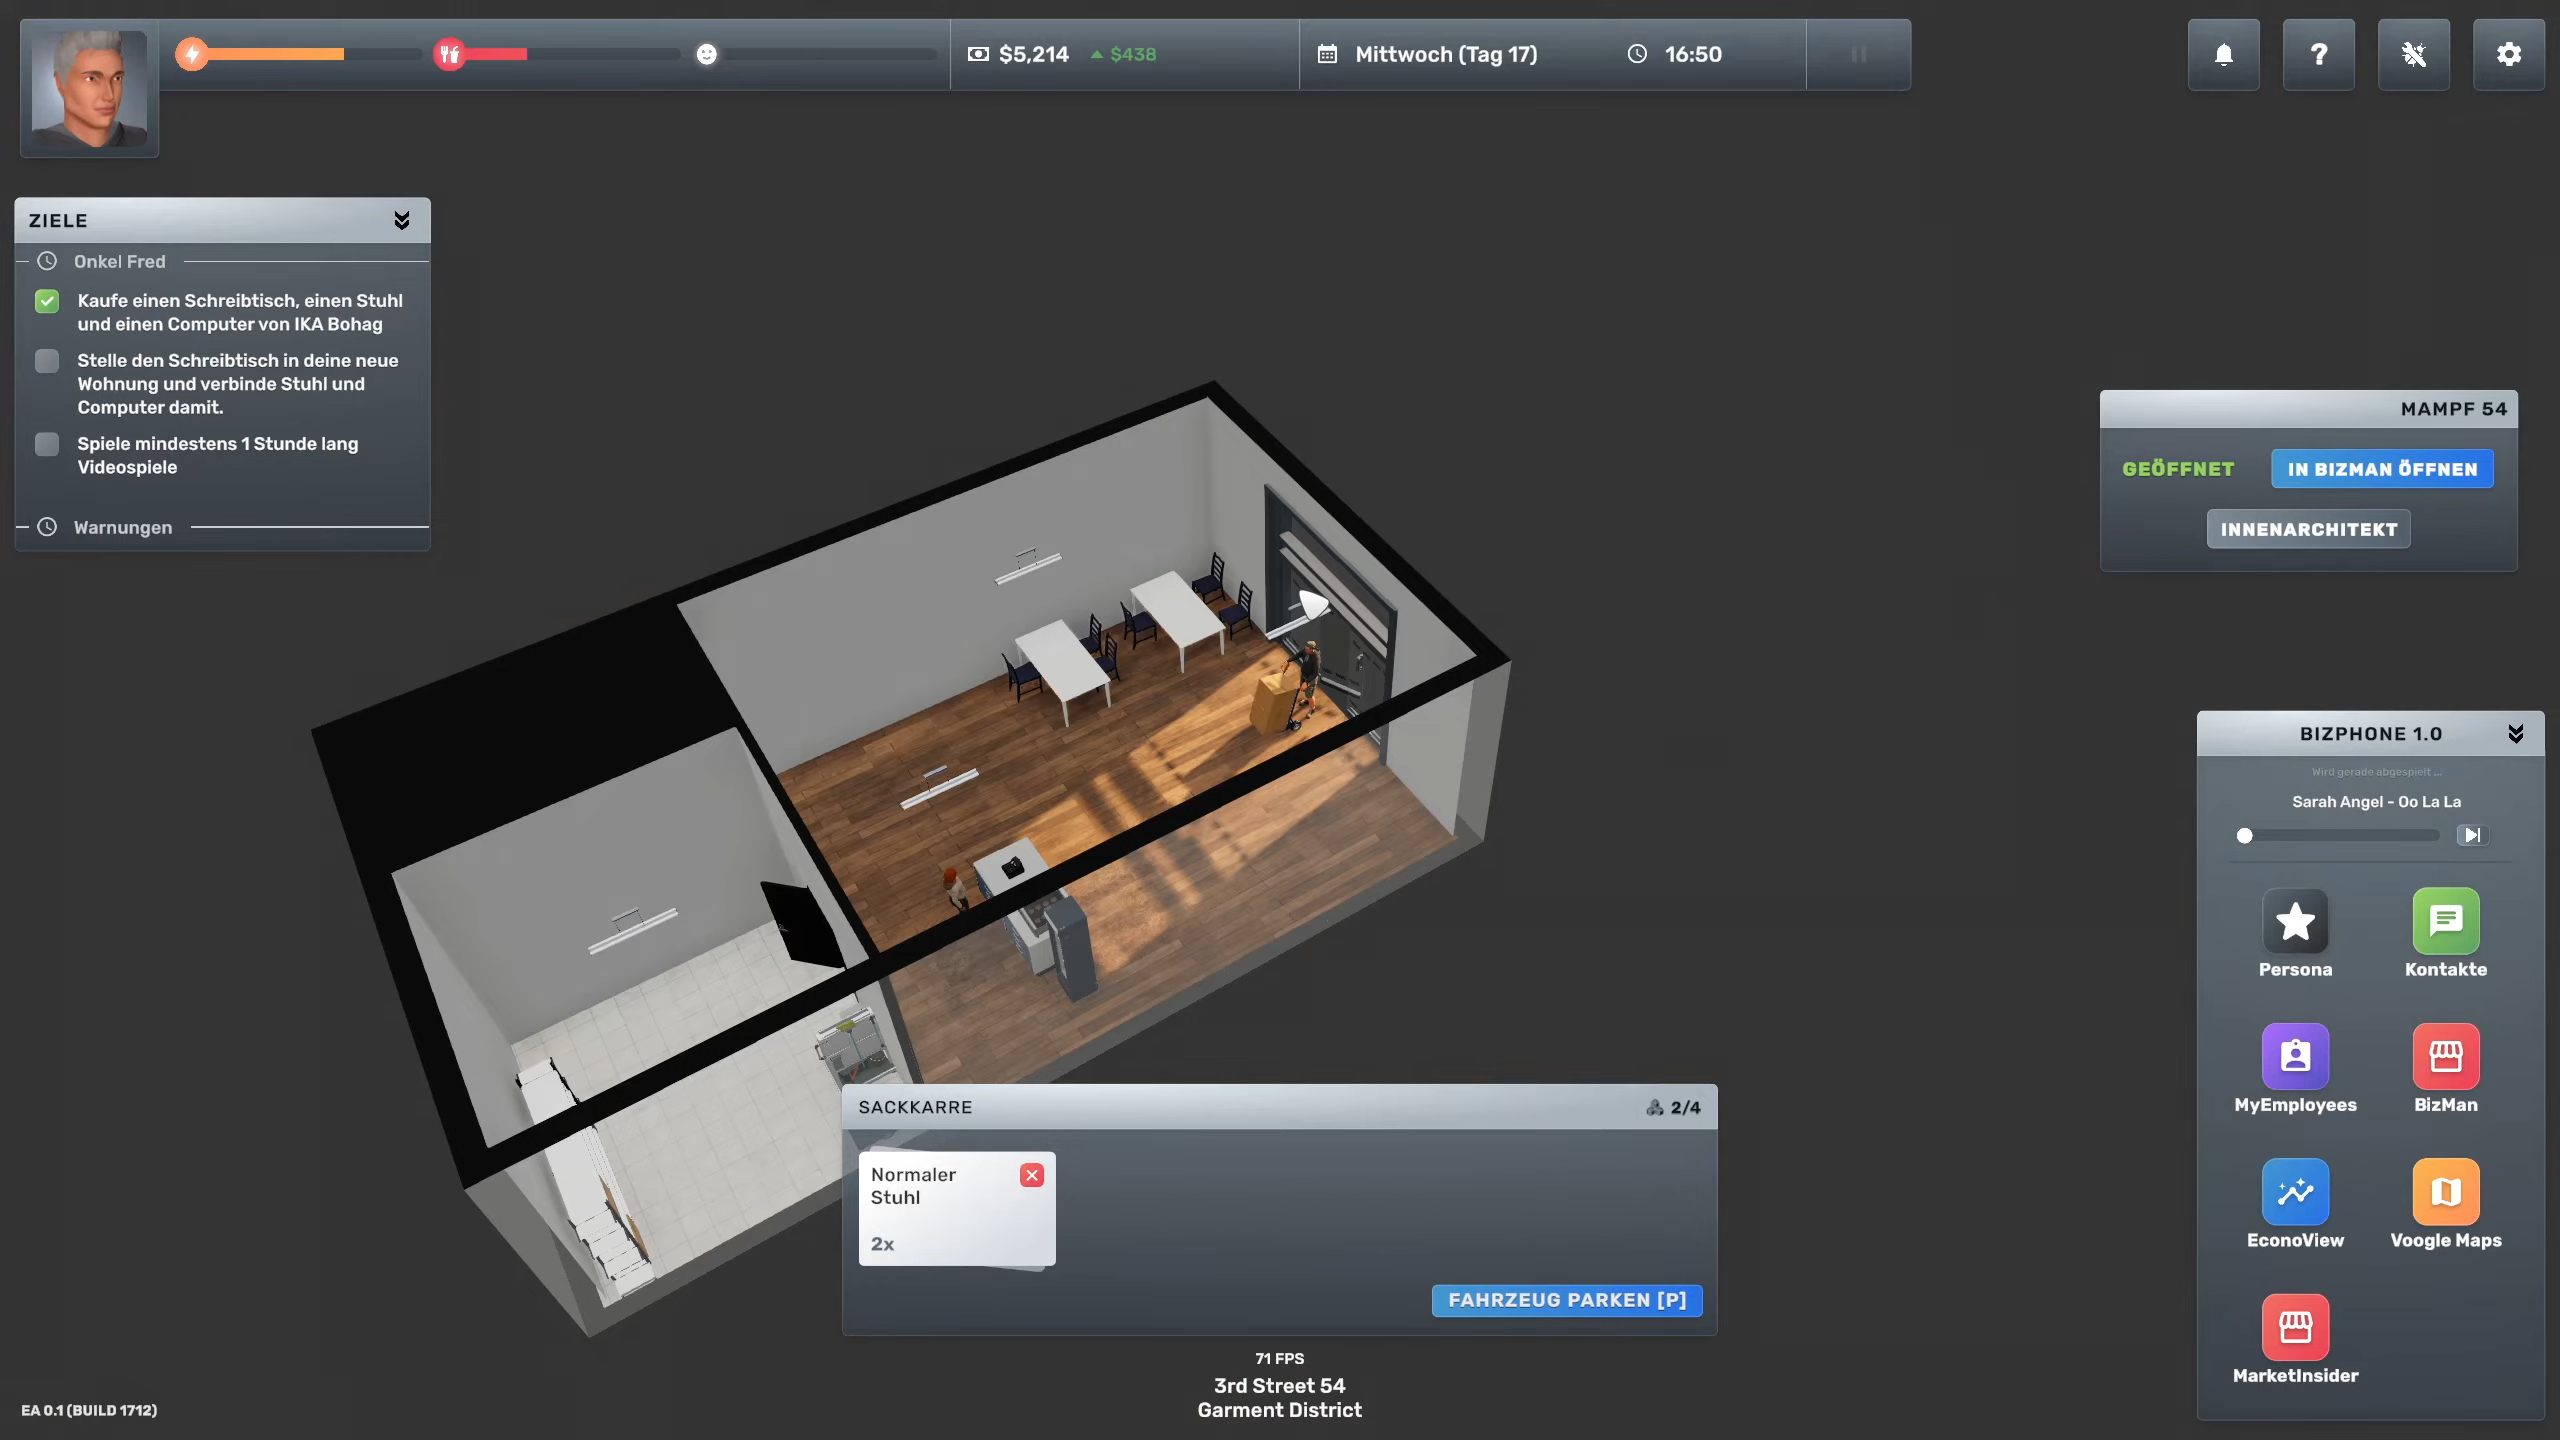 $5,214 $438
Mittwoch (Tag 17)
16:50
?
ZIELE
Onkel Fred
Kaufe einen Schreibtisch, einen Stuhl
und einen Computer von IKA Bohag
Stelle den Schreibtisch in deine neue
Wohnung und verbinde Stuhl und
Computer damit.
Spiele mindestens 1 Stunde lang
Videospiele
Warnungen
MAMPF 54
GEÖFFNET
IN BIZMAN ÖFFNEN
INNENARCHITEKT
BIZPHONE 1.0
Wird gerade abgespielt ...
Sarah Angel - Oo La La
Persona
Kontakte
MyEmployees
BizMan
EconoView
Voogle Maps
MarketInsider
SACKKARRE
2/4
Normaler
Stuhl
2x
FAHRZEUG PARKEN [P]
71 FPS
3rd Street 54
Garment District
EA 0.1 (BUILD 1712)